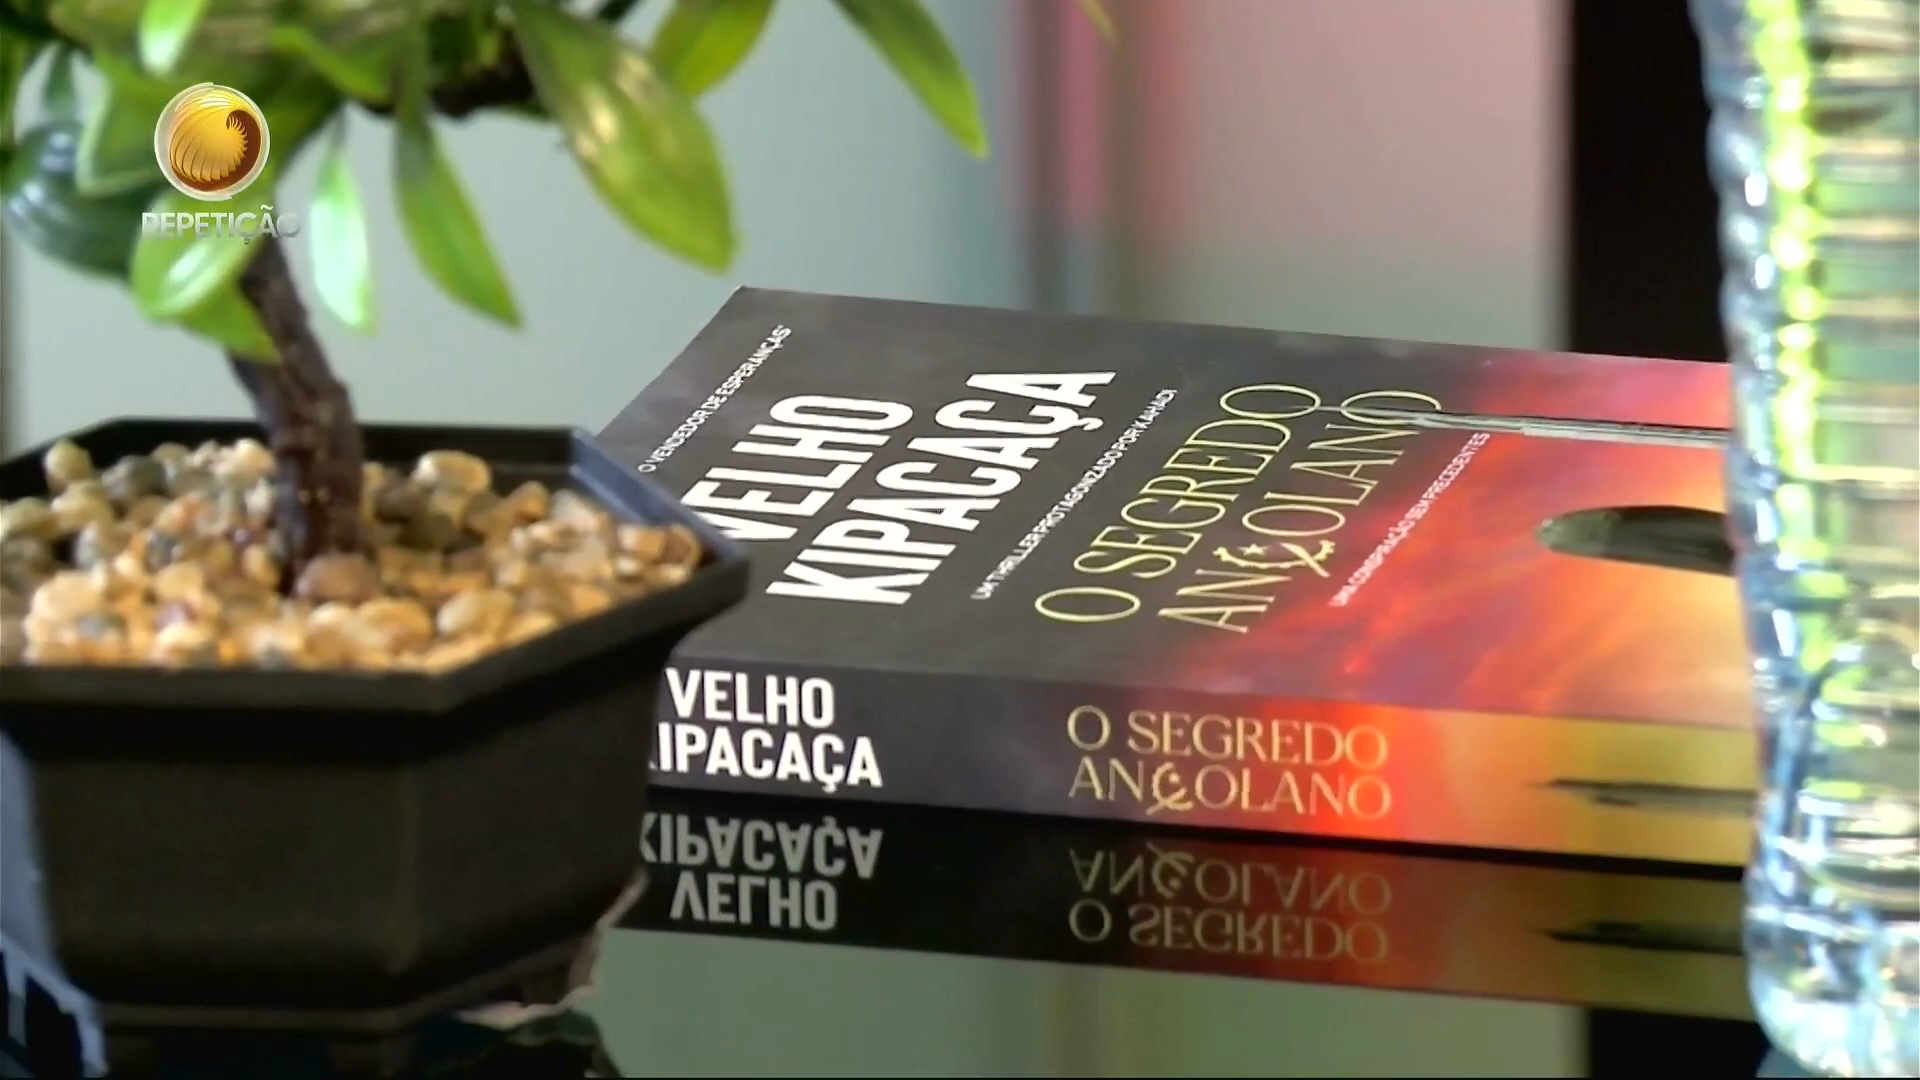 REPETIÇÃO
O VENDEDOR DE ESPERANÇAS"
VELHO
KIPACAÇA
UM THRILLER PROTAGONIZADO POR KAHADI
O SEGREDO
ANGOLANO
UMA CONSPIRAÇÃO SEM PRECEDENTES
VELHO
KIPACAÇA
O SEGREDO
ANGOLANO